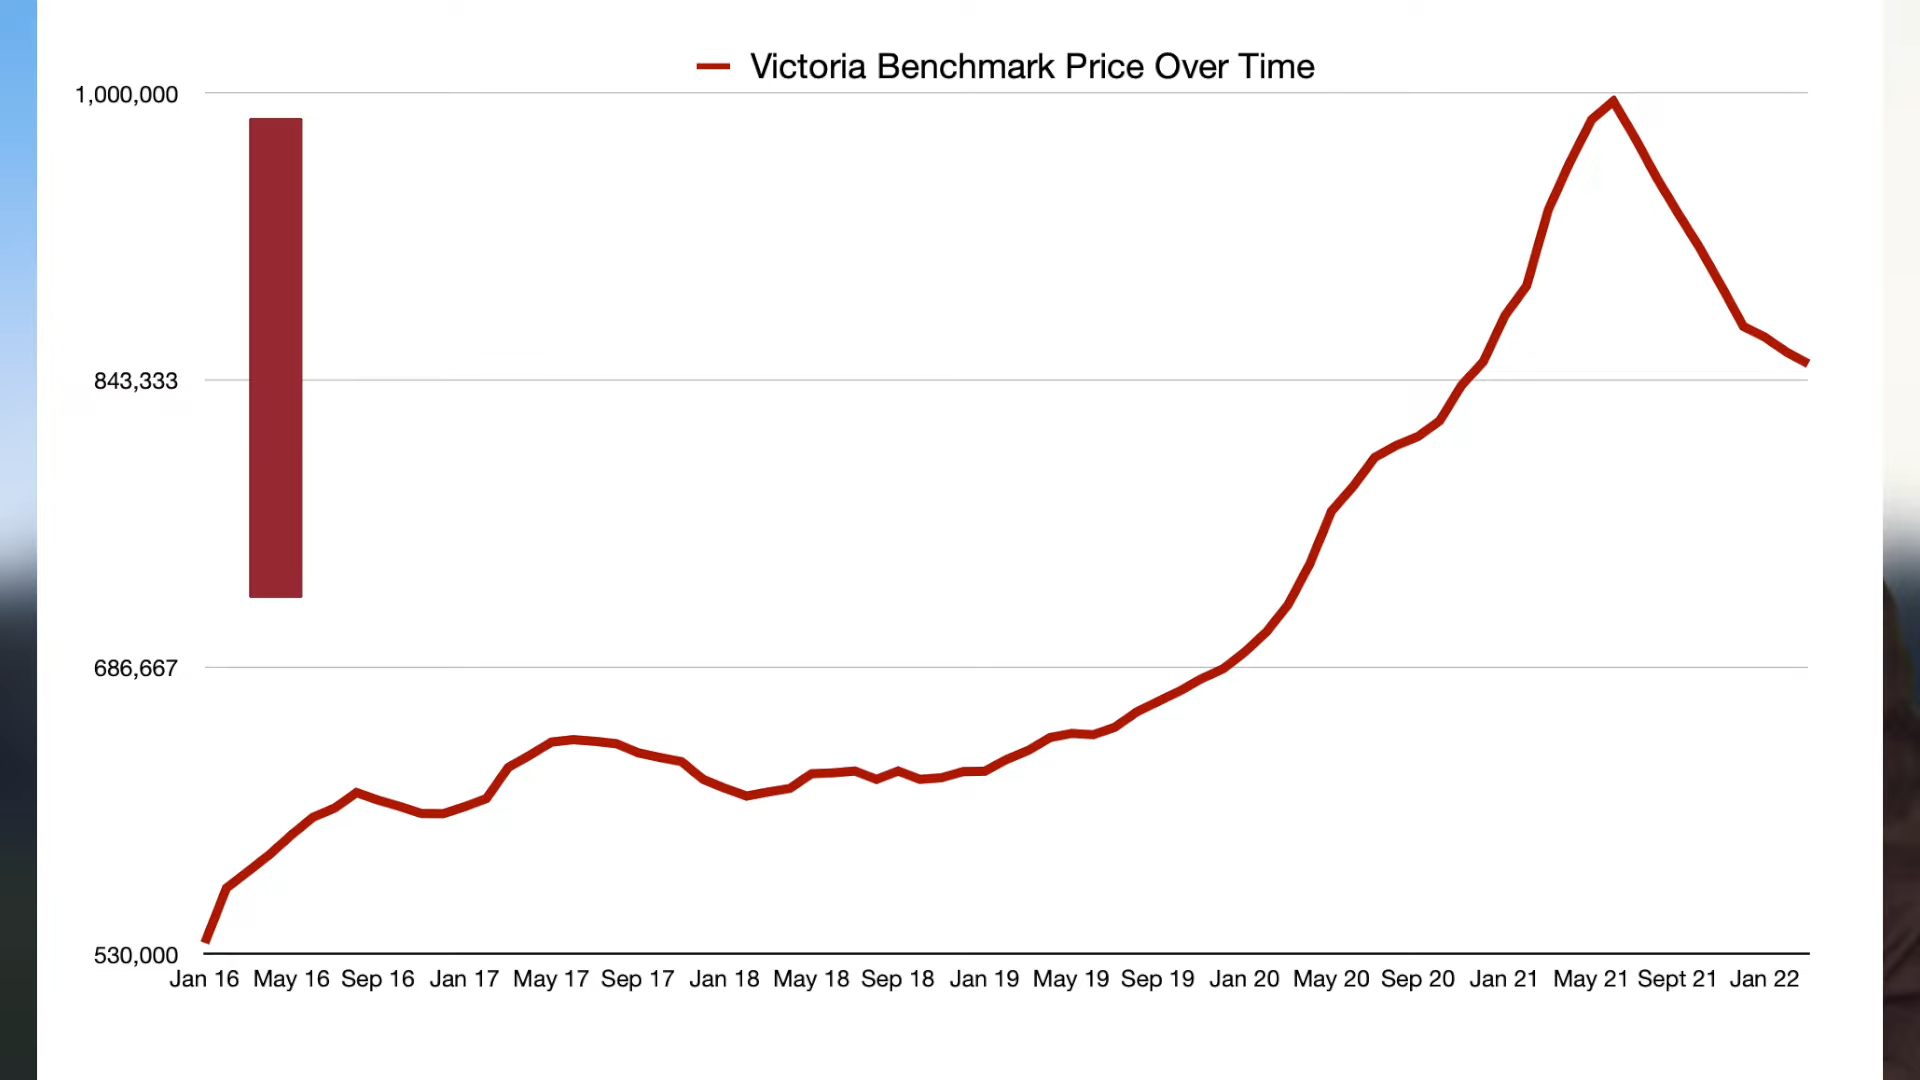 Victoria Benchmark Price Over Time
1,000,000
843,333
686,667
530,000
Jan 16 May 16 Sep 16 Jan 17 May 17 Sep 17 Jan 18 May 18 Sep 18 Jan 19 May 19 Sep 19 Jan 20 May 20 Sep 20 Jan 21 May 21 Sept 21 Jan 22